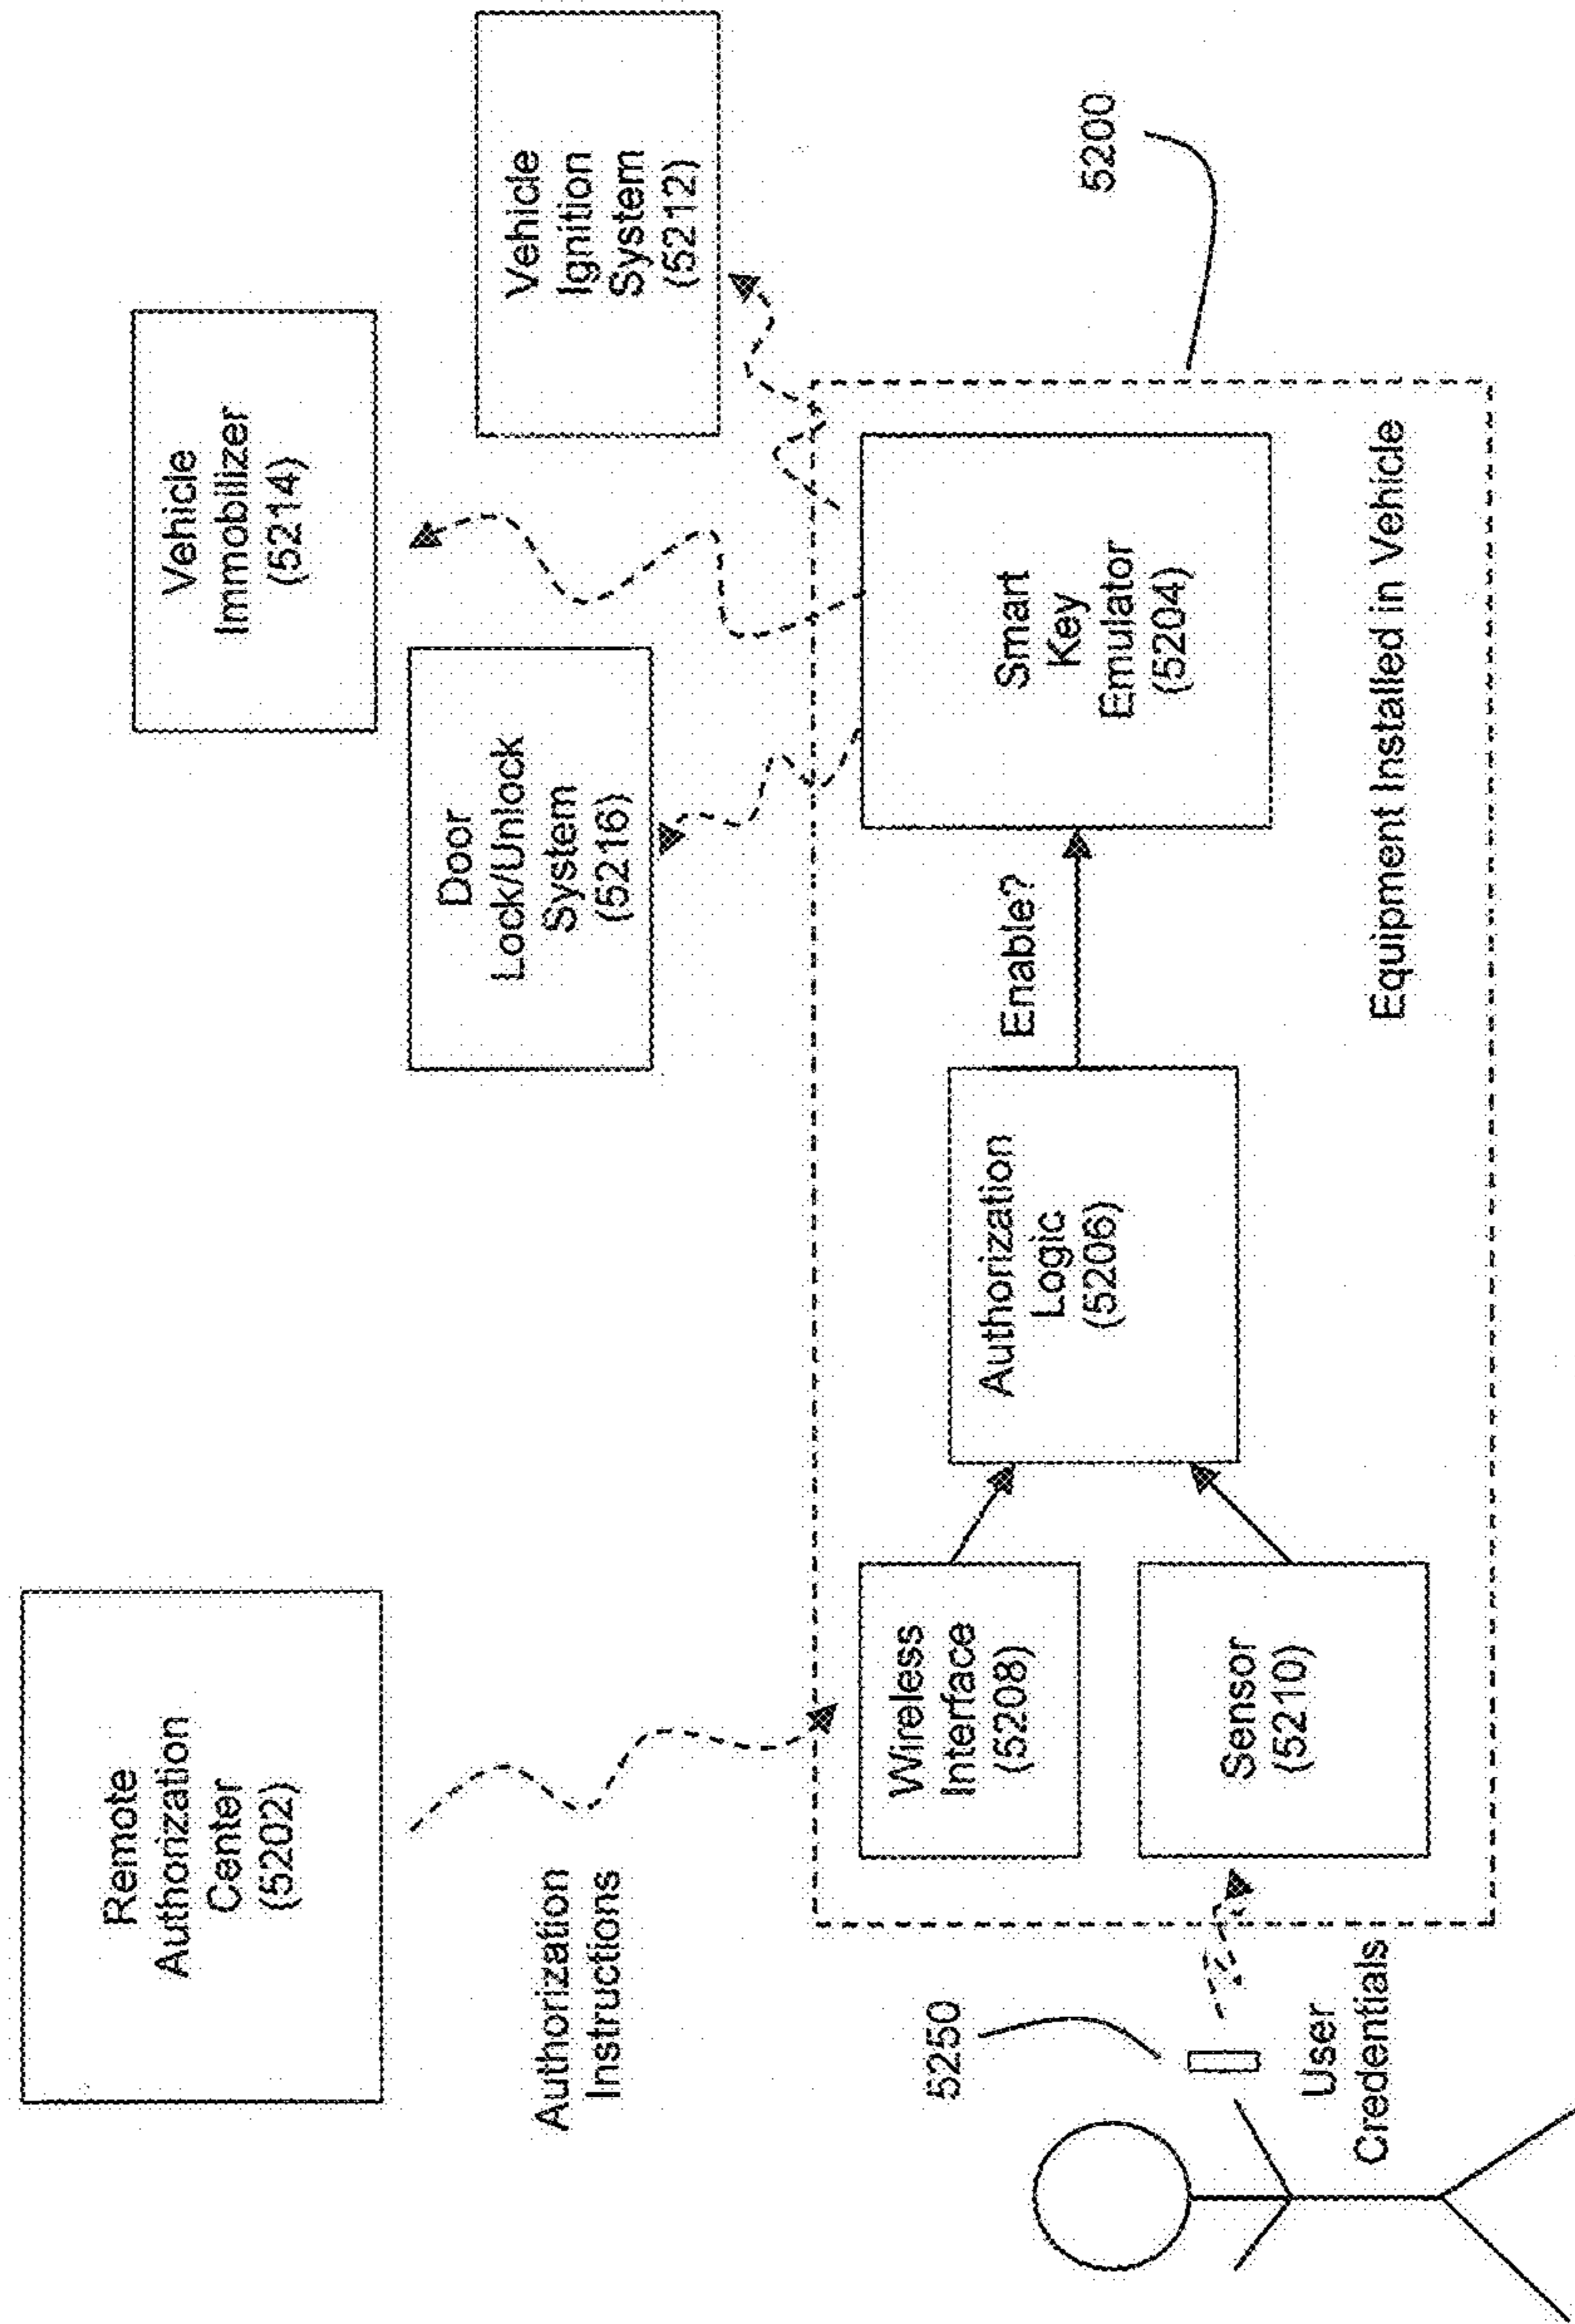 Remote
Authorization
Center
(5202)
Authorization
Instructions
Vehicle
Immobilizer
(5214)
Door
Lock/Unlock
System
(5216)
Vehicle
Ignition
System
(5212)
5200
5250
User
Credentials
Wireless
Interface
(5208)
Sensor
(5210)
Authorization
Logic
(5206)
Enable?
Smart
Key
Emulator
(5204)
Equipment Installed in Vehicle